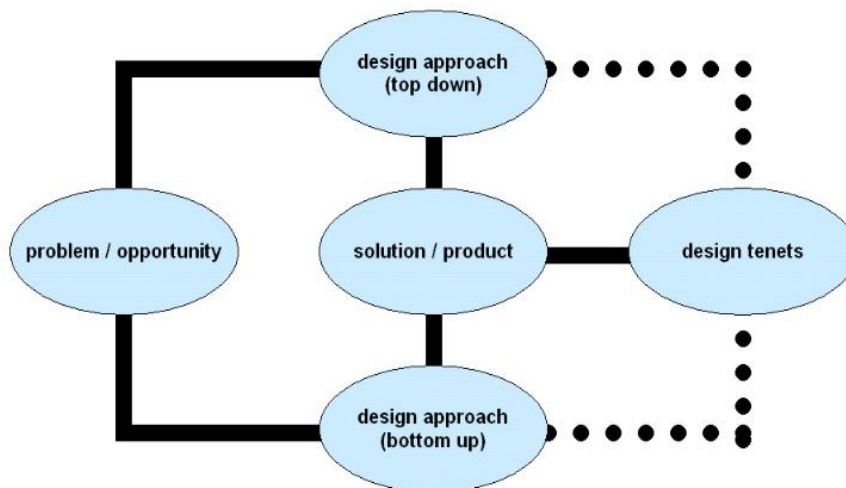 design approach
(top down)
problem / opportunity
solution / product
design tenets
design approach
(bottom up)